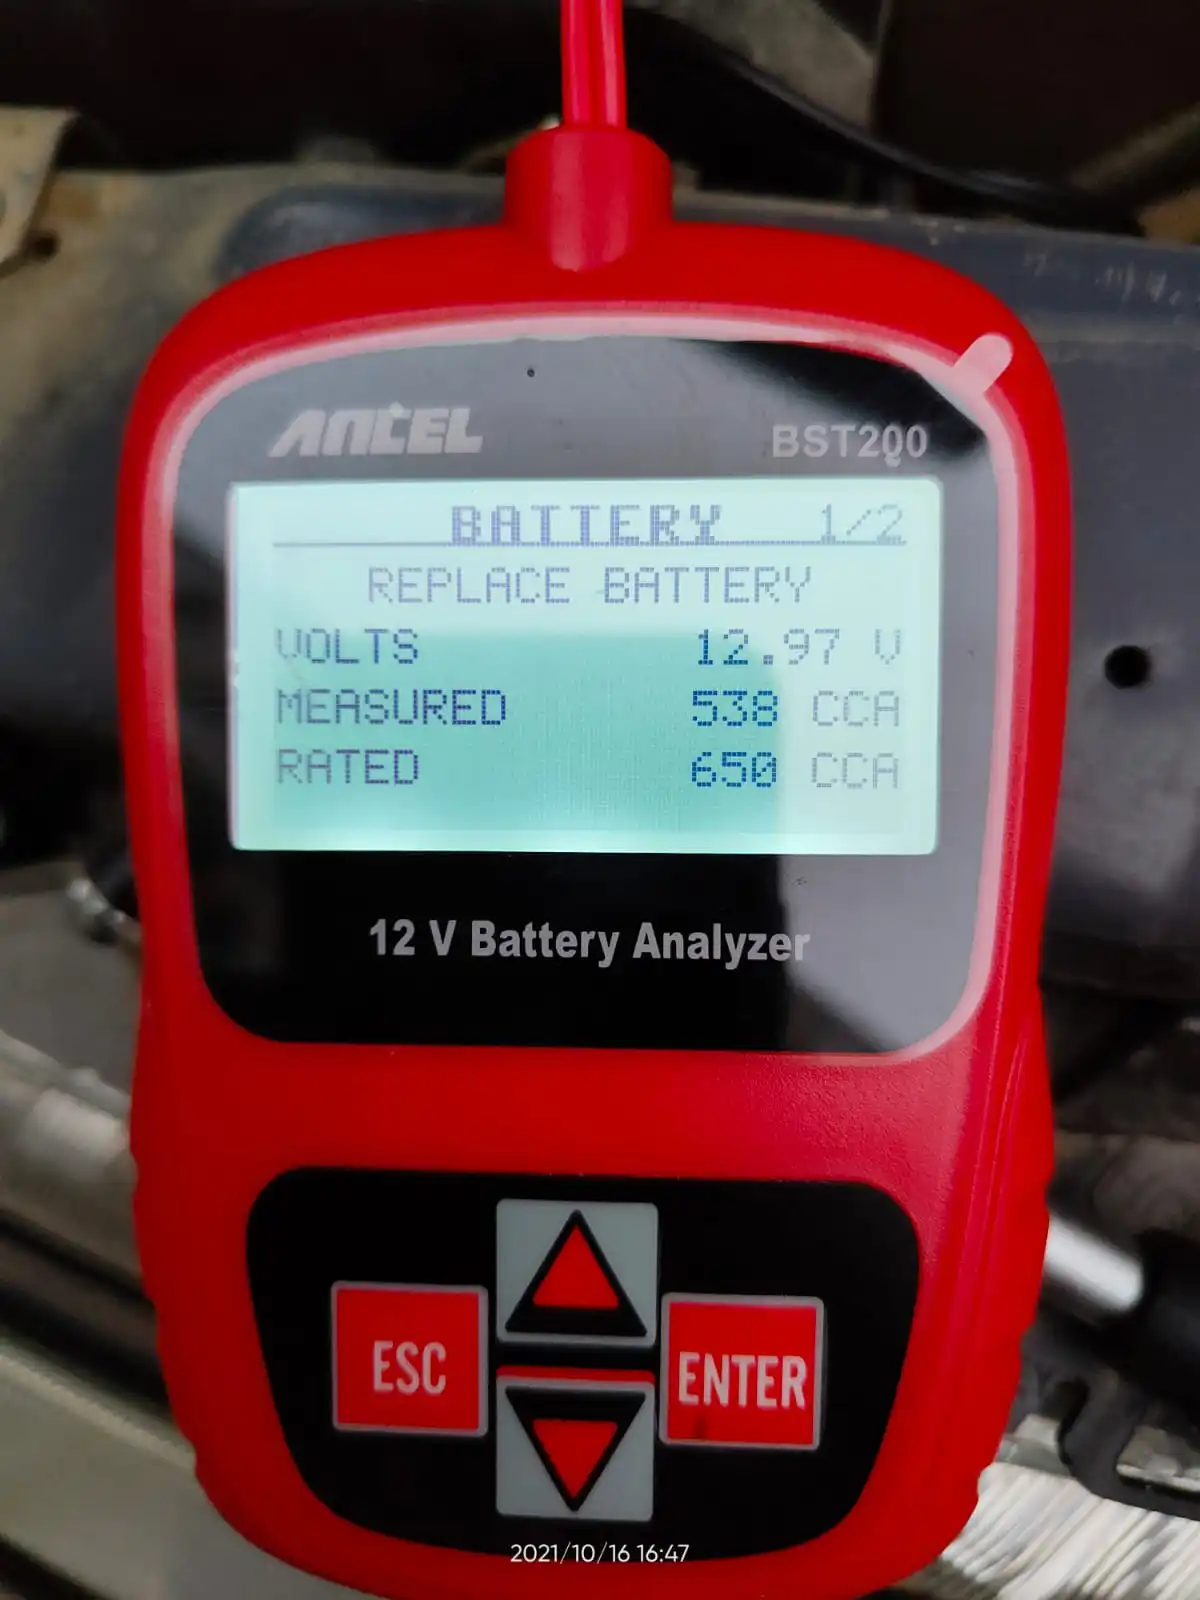 ANCEL BST200
BATTERY 1/2
REPLACE BATTERY
VOLTS 12.97 V
MEASURED 538 CCA
RATED 650 CCA
12 V Battery Analyzer
ESC
ENTER
2021/10/16 16:47